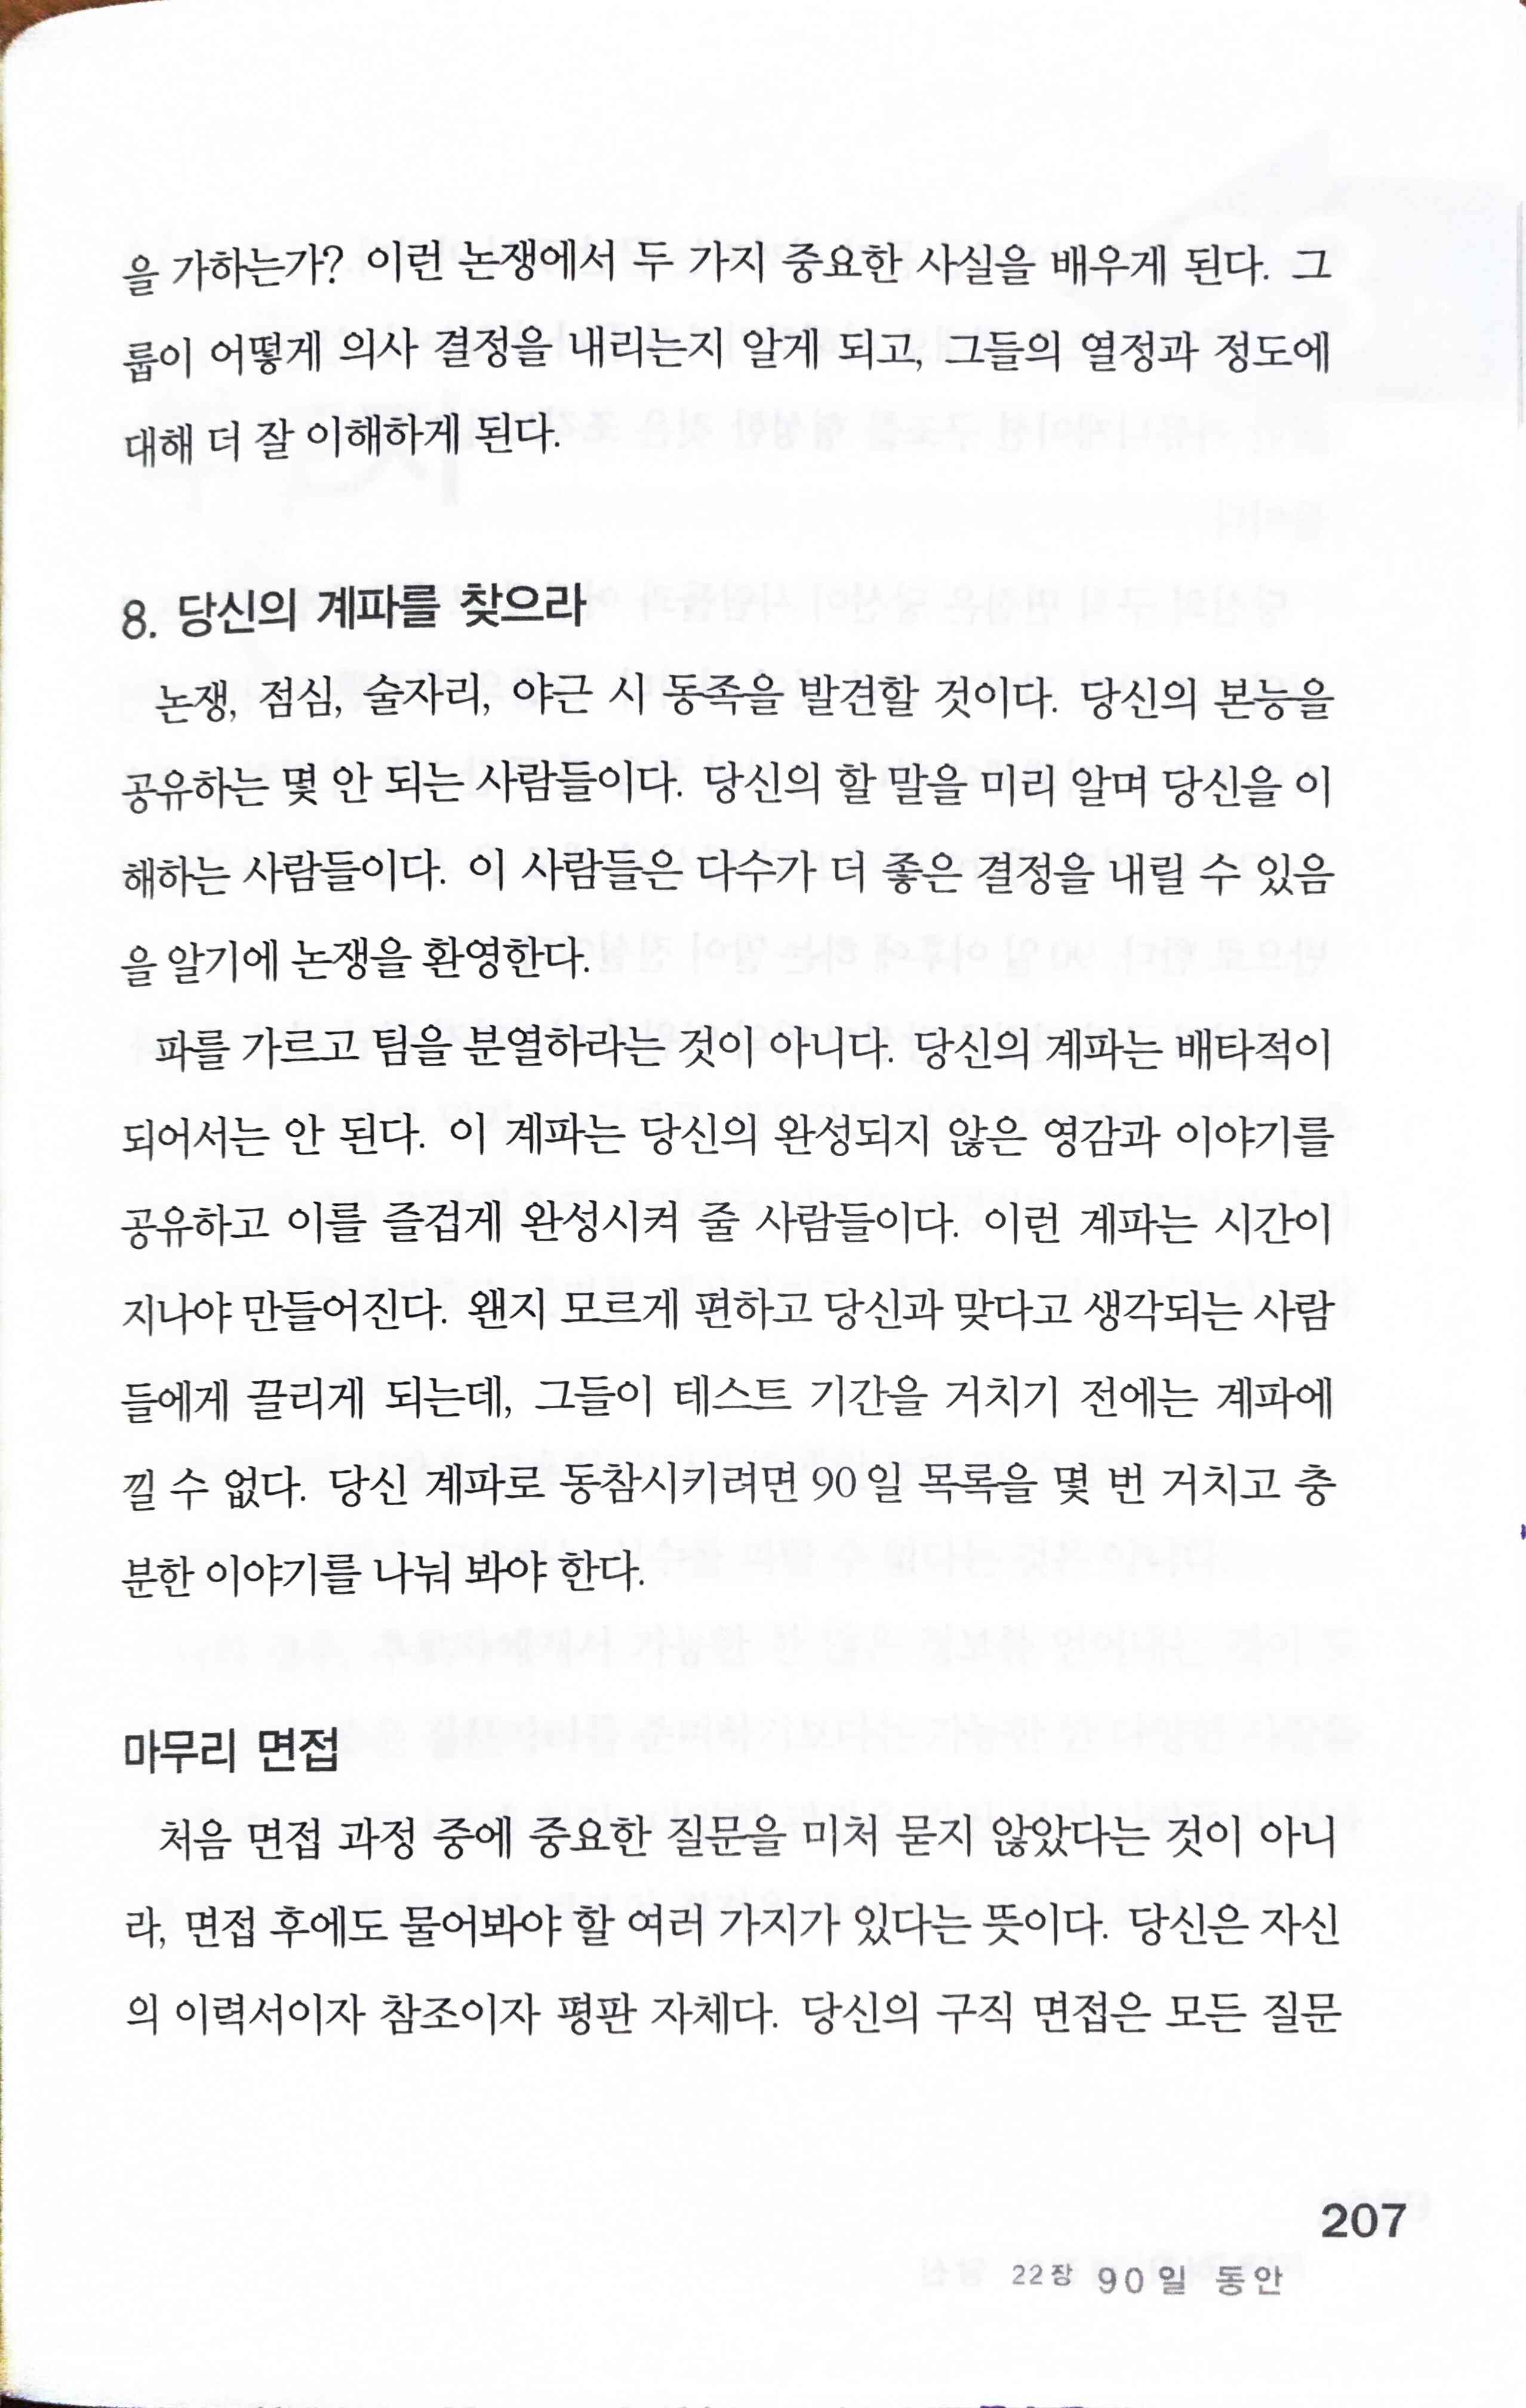 을 가하는가? 이런 논쟁에서 두 가지 중요한 사실을 배우게 된다. 그
룹이 어떻게 의사 결정을 내리는지 알게 되고, 그들의 열정과 정도에
대해 더 잘 이해하게 된다.
8. 당신의 계파를 찾으라
논쟁, 점심, 술자리, 야근 시 동족을 발견할 것이다. 당신의 본능을
공유하는 몇 안 되는 사람들이다. 당신의 할 말을 미리 알며 당신을 이
해하는 사람들이다. 이 사람들은 다수가 더 좋은 결정을 내릴 수 있음
을 알기에 논쟁을 환영한다.
파를 가르고 팀을 분열하라는 것이 아니다. 당신의 계파는 배타적이
되어서는 안 된다. 이 계파는 당신의 완성되지 않은 영감과 이야기를
공유하고 이를 즐겁게 완성시켜 줄 사람들이다. 이런 계파는 시간이
지나야 만들어진다. 왠지 모르게 편하고 당신과 맞다고 생각되는 사람
들에게 끌리게 되는데, 그들이 테스트 기간을 거치기 전에는 계파에
낄 수 없다. 당신 계파로 동참시키려면 90일 목록을 몇 번 거치고 충
분한 이야기를 나눠 봐야 한다.
마무리 면접
처음 면접 과정 중에 중요한 질문을 미처 묻지 않았다는 것이 아니
라, 면접 후에도 물어봐야 할 여러 가지가 있다는 뜻이다. 당신은 자신
의 이력서이자 참조이자 평판 자체다. 당신의 구직 면접은 모든 질문
207
22장 90일 동안